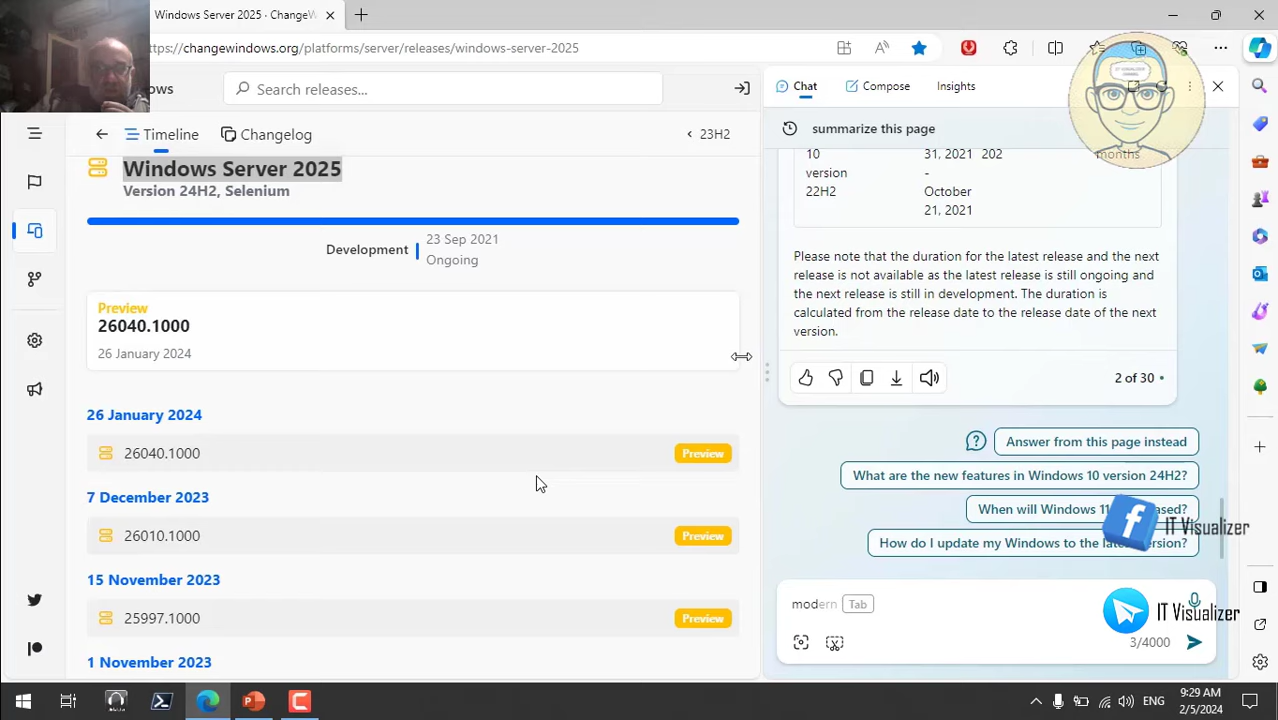 Windows Server 2025 · ChangeW
ttps://changewindows.org/platforms/server/releases/windows-server-2025
ows
Search releases...
Timeline
Changelog
23H2
Windows Server 2025
Version 24H2, Selenium
Development
23 Sep 2021
Ongoing
Preview
26040.1000
26 January 2024
26 January 2024
26040.1000
Preview
7 December 2023
26010.1000
Preview
15 November 2023
25997.1000
Preview
1 November 2023
Chat
Compose
Insights
summarize this page
10 31, 2021 202 months
version -
22H2 October
21, 2021
Please note that the duration for the latest release and the next
release is not available as the latest release is still ongoing and
the next release is still in development. The duration is
calculated from the release date to the release date of the next
version.
2 of 30
Answer from this page instead
What are the new features in Windows 10 version 24H2?
When will Windows 1 ased?
How do I update my Windows to the late ersion?
IT Visualizer
modern Tab
IT Visualizer
3/4000
ENG
9:29 AM
2/5/2024